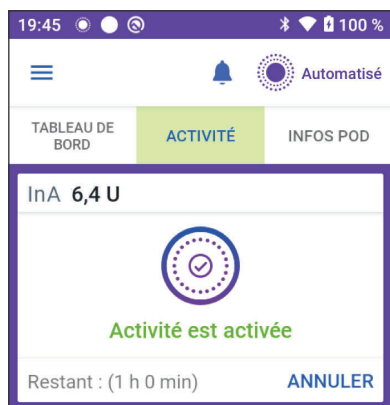 19:45 100 %
Automatisé
TABLEAU DE
BORD
ACTIVITÉ
INFOS POD
InA 6,4 U
Activité est activée
Restant : (1 h 0 min) ANNULER